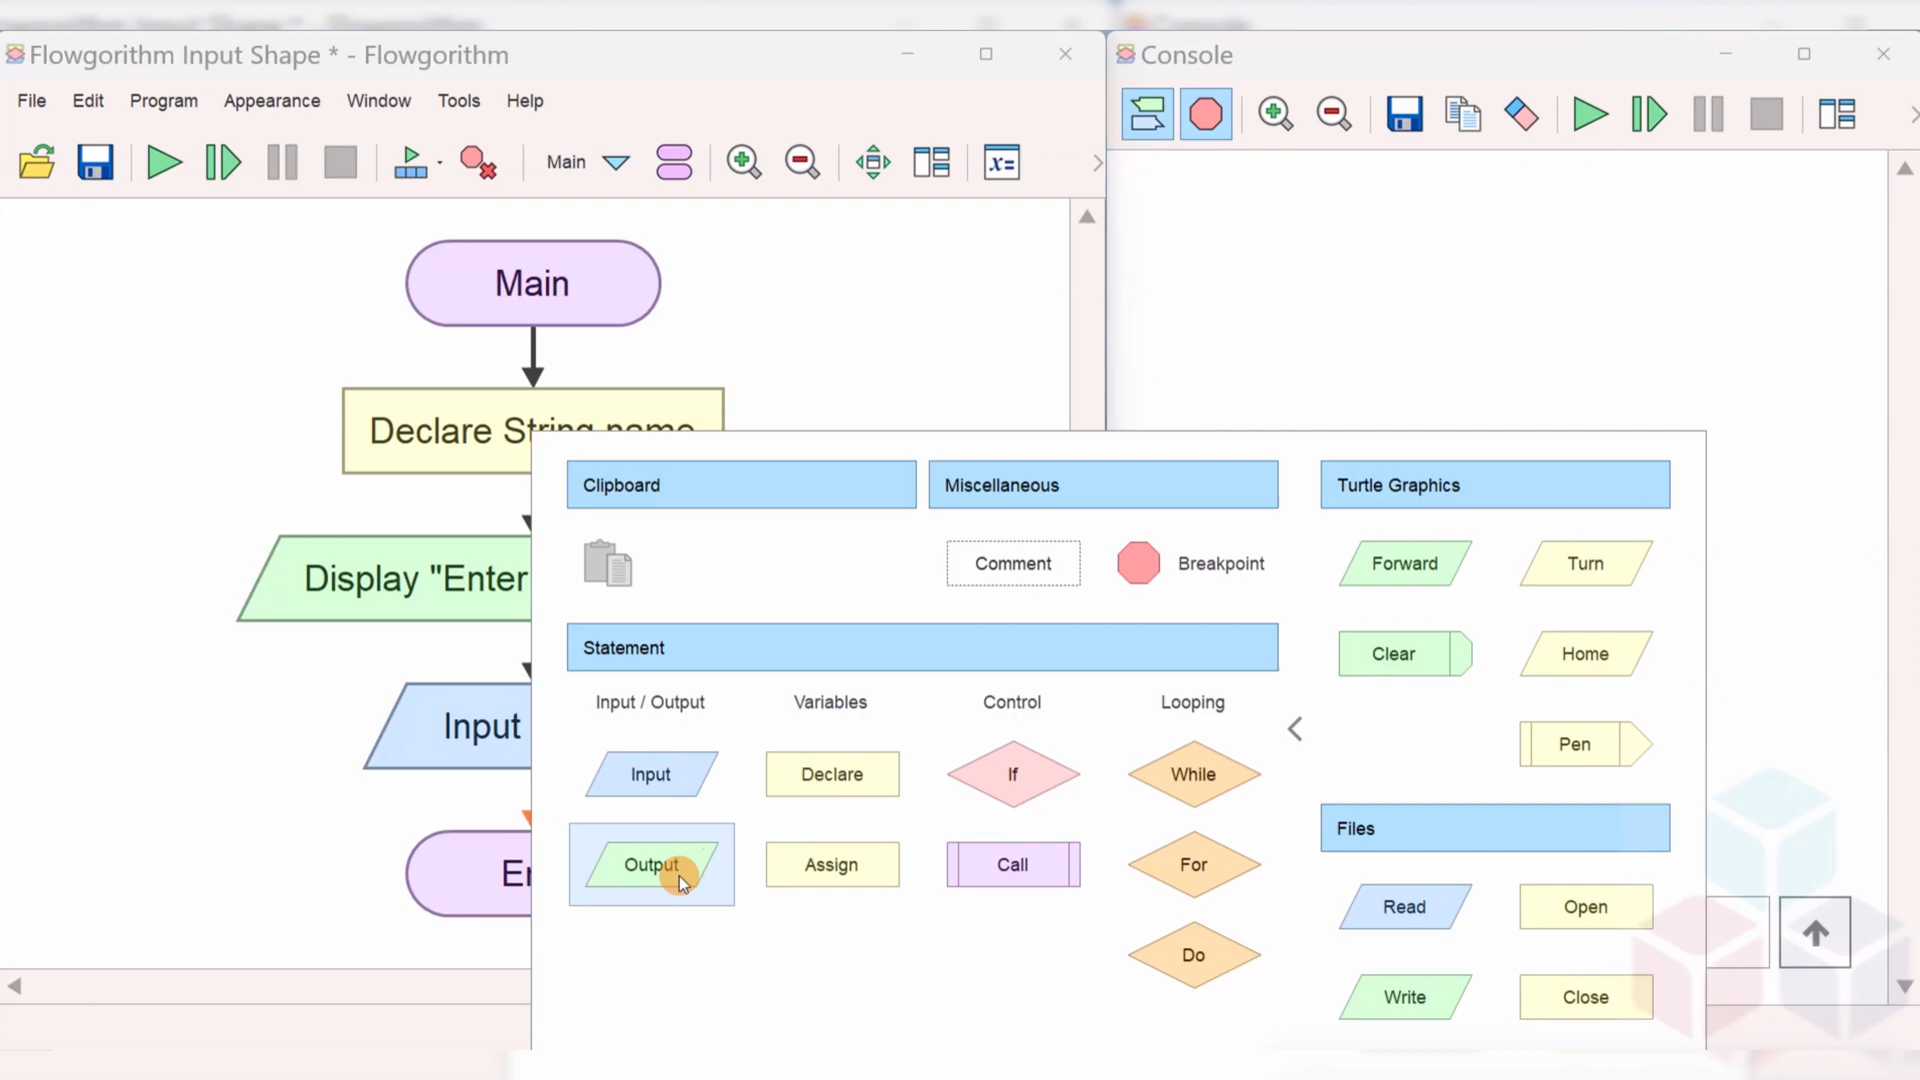 Flowgorithm Input Shape * - Flowgorithm
File Edit Program Appearance Window Tools Help
Main
x=
Main
Declare String name
Display "Enter
Input
Console
Clipboard
Miscellaneous
Comment
Breakpoint
Statement
Input / Output
Variables
Control
Looping
Input
Declare
If
While
Output
Assign
Call
For
Do
Turtle Graphics
Forward
Turn
Clear
Home
Pen
Files
Read
Open
Write
Close